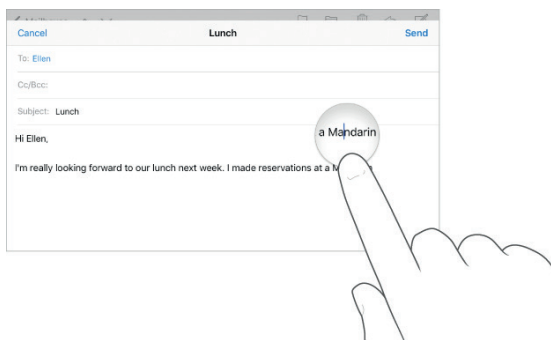 Cancel Lunch Send
To: Ellen
Cc/Bcc:
Subject: Lunch
a Mandarin
Hi Ellen,
I'm really looking forward to our lunch next week. I made reservations at a